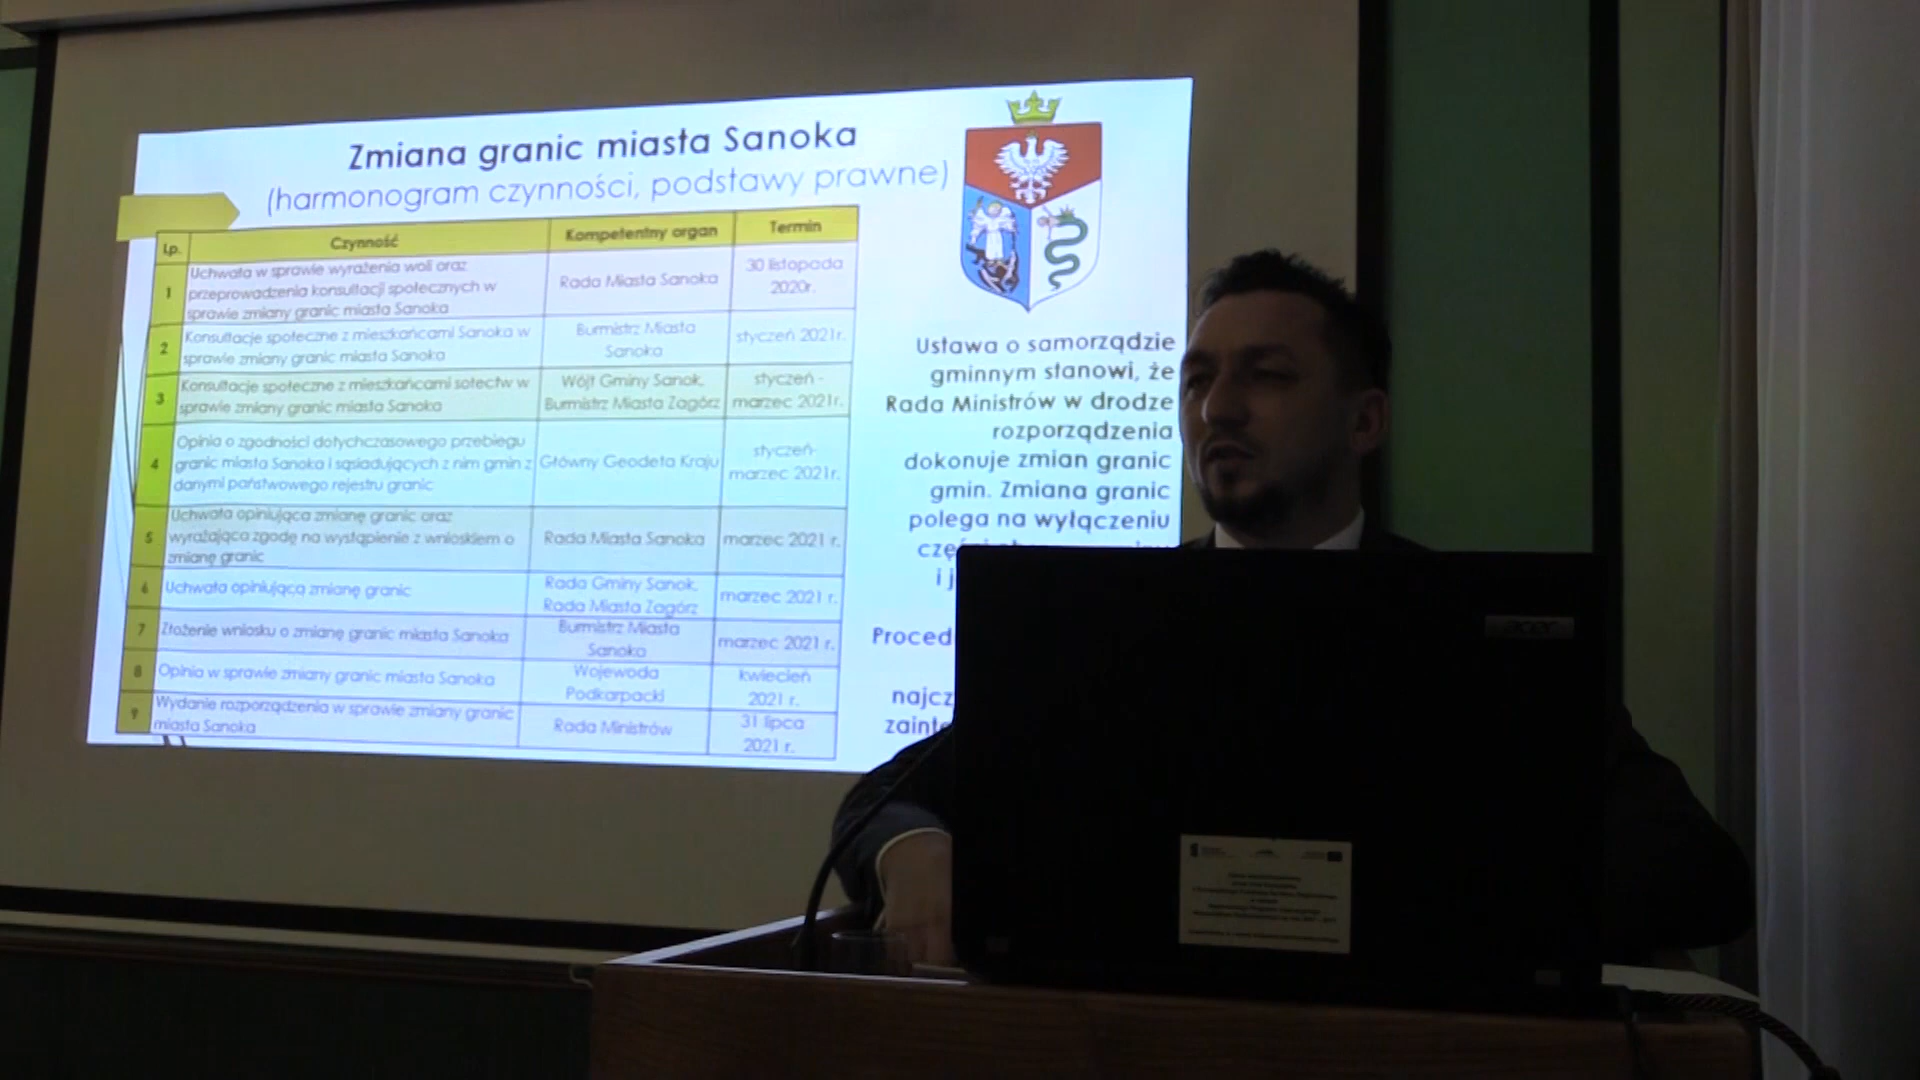 Zmiana granic miasta Sanoka
(harmonogram czynności, podstawy prawne)
Lp. Czynność Kompetentny organ Termin
1 Uchwała w sprawie wyrażenia woli oraz przeprowadzenia konsultacji społecznych w sprawie zmiany granic miasta Sanoka Rada Miasta Sanoka 30 listopada 2020r.
2 Konsultacje społeczne z mieszkańcami Sanoka w sprawie zmiany granic miasta Sanoka Burmistrz Miasta Sanoka styczeń 2021r.
3 Konsultacje społeczne z mieszkańcami sołectw w sprawie zmiany granic miasta Sanoka Wójt Gminy Sanok, Burmistrz Miasta Zagórz styczeń - marzec 2021r.
4 Opinia o zgodności dotychczasowego przebiegu granic miasta Sanoka i sąsiadujących z nim gmin z danymi państwowego rejestru granic Główny Geodeta Kraju styczeń- marzec 2021r.
5 Uchwała opiniująca zmianę granic oraz wyrażająca zgodę na wystąpienie z wnioskiem o zmianę granic Rada Miasta Sanoka marzec 2021 r.
6 Uchwała opiniująca zmianę granic Rada Gminy Sanok, Rada Miasta Zagórz marzec 2021 r.
7 Złożenie wniosku o zmianę granic miasta Sanoka Burmistrz Miasta Sanoka marzec 2021 r.
8 Opinia w sprawie zmiany granic miasta Sanoka Wojewoda Podkarpacki kwiecień 2021 r.
9 Wydanie rozporządzenia w sprawie zmiany granic miasta Sanoka Rada Ministrów 31 lipca 2021 r.
Ustawa o samorządzie
gminnym stanowi, że
Rada Ministrów w drodze
rozporządzenia
dokonuje zmian granic
gmin. Zmiana granic
polega na wyłączeniu
i
acer